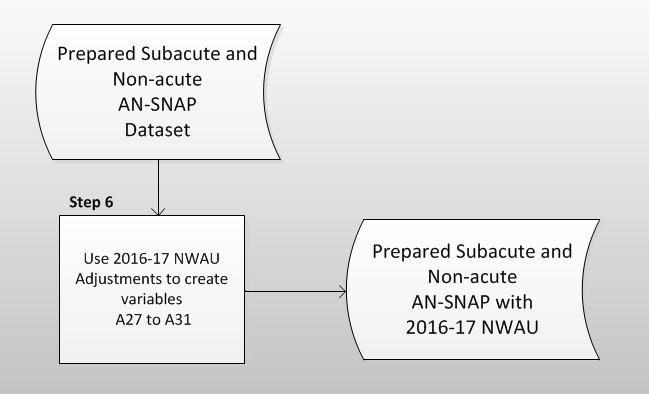 Prepared Subacute and
Non-acute
AN-SNAP
Dataset
Step 6
Use 2016-17 NWAU
Adjustments to create
variables
A27 to A31
Prepared Subacute and
Non-acute
AN-SNAP with
2016-17 NWAU